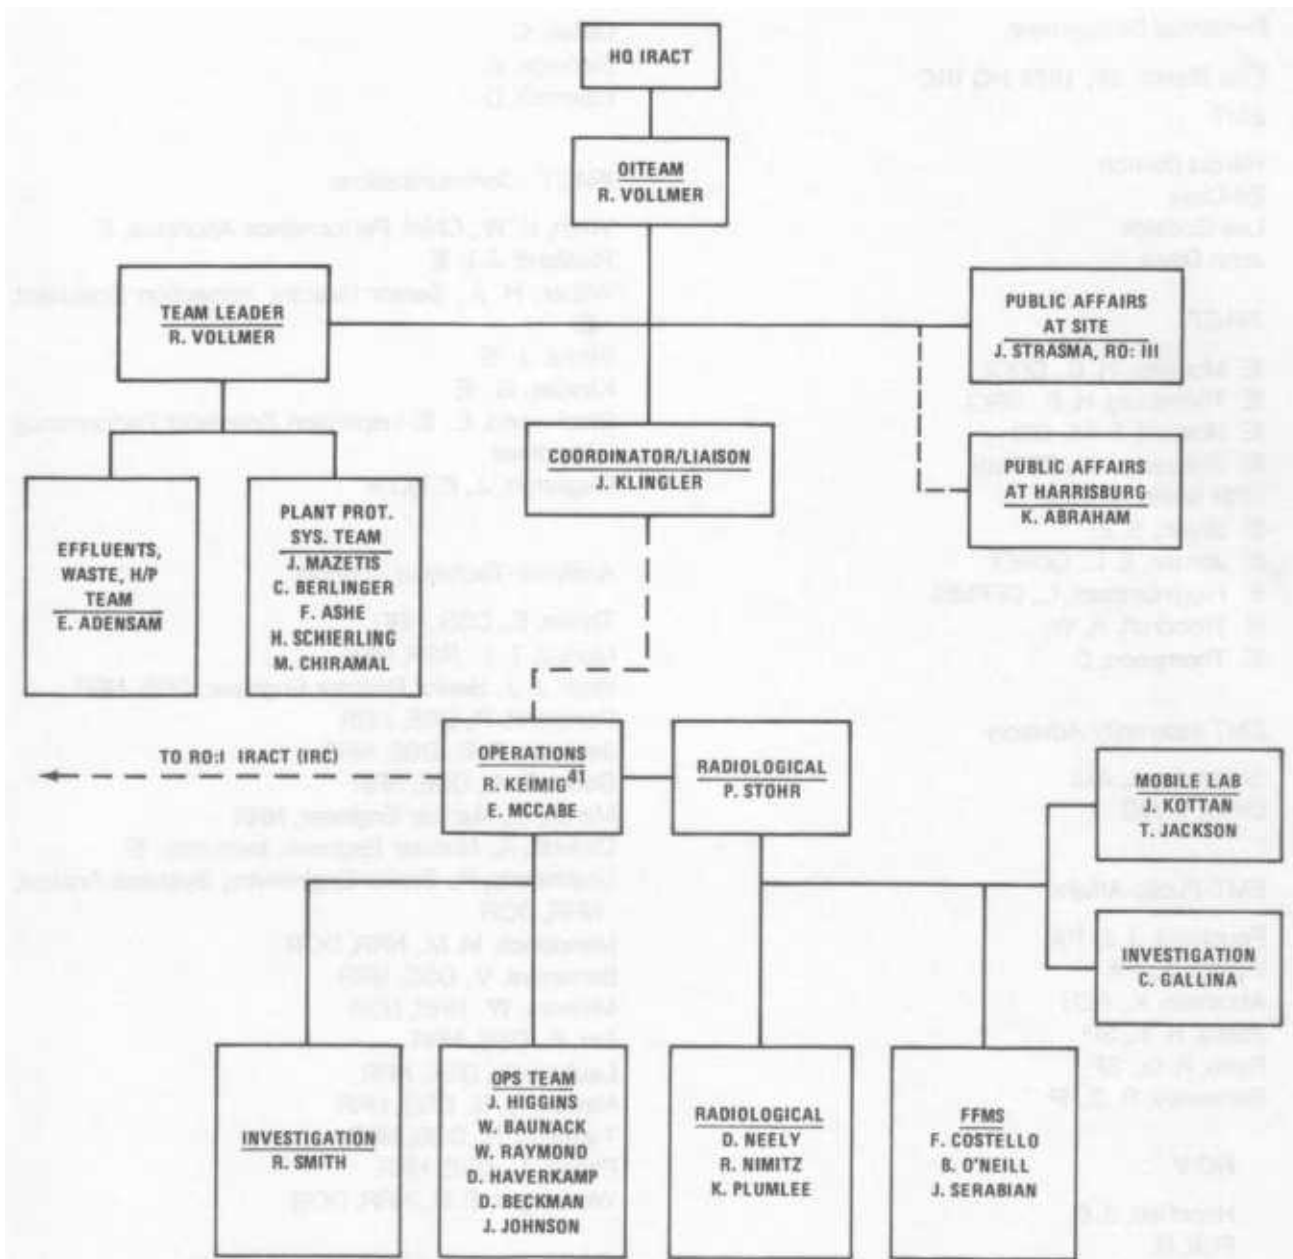 HQ IRACT
OITEAM
R. VOLLMER
TEAM LEADER
R. VOLLMER
PUBLIC AFFAIRS
AT SITE
J. STRASMA, RO: III
COORDINATOR/LIAISON
J. KLINGLER
PUBLIC AFFAIRS
AT HARRISBURG
K. ABRAHAM
EFFLUENTS,
WASTE, H/P
TEAM
E. ADENSAM
PLANT PROT.
SYS. TEAM
J. MAZETIS
C. BERLINGER
F. ASHE
H. SCHIERLING
M. CHIRAMAL
TO RO:I IRACT (IRC)
OPERATIONS
R. KEIMIG41
E. MCCABE
RADIOLOGICAL
P. STOHR
MOBILE LAB
J. KOTTAN
T. JACKSON
INVESTIGATION
C. GALLINA
INVESTIGATION
R. SMITH
OPS TEAM
J. HIGGINS
W. BAUNACK
W. RAYMOND
D. HAVERKAMP
D. BECKMAN
J. JOHNSON
RADIOLOGICAL
D. NEELY
R. NIMITZ
K. PLUMLEE
FFMS
F. COSTELLO
B. O'NEILL
J. SERABIAN